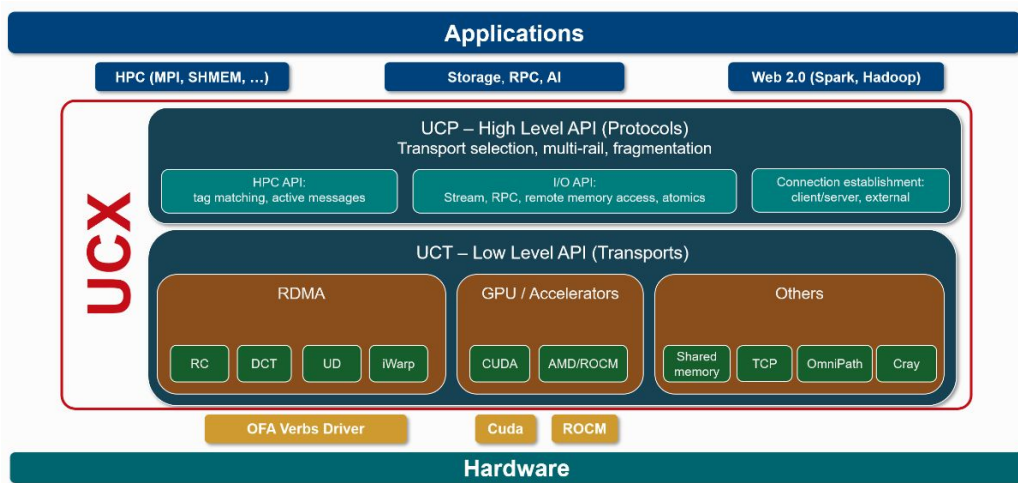 Applications
HPC (MPI, SHMEM, …)
Storage, RPC, AI
Web 2.0 (Spark, Hadoop)
UCX
UCP – High Level API (Protocols)
Transport selection, multi-rail, fragmentation
HPC API:
tag matching, active messages
I/O API:
Stream, RPC, remote memory access, atomics
Connection establishment:
client/server, external
UCT – Low Level API (Transports)
RDMA
RC
DCT
UD
iWarp
GPU / Accelerators
CUDA
AMD/ROCM
Others
Shared
memory
TCP
OmniPath
Cray
OFA Verbs Driver
Cuda
ROCM
Hardware